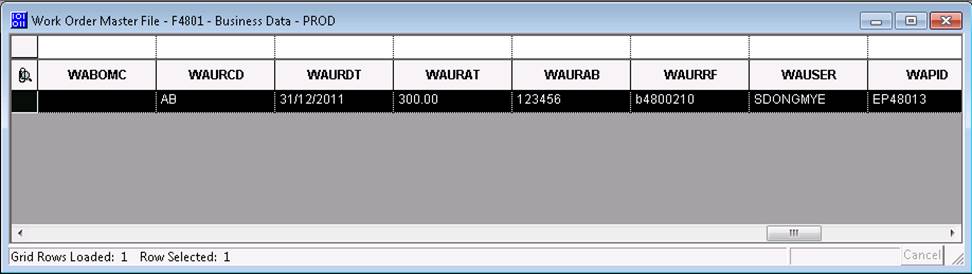 Work Order Master File - F4801 - Business Data - PROD
WABOMC WAURCD WAURDT WAURAT WAURAB WAURRF WAUSER WAPID
AB 31/12/2011 300.00 123456 b4800210 SDONGMYE EP48013
Grid Rows Loaded: 1 Row Selected: 1 Cancel